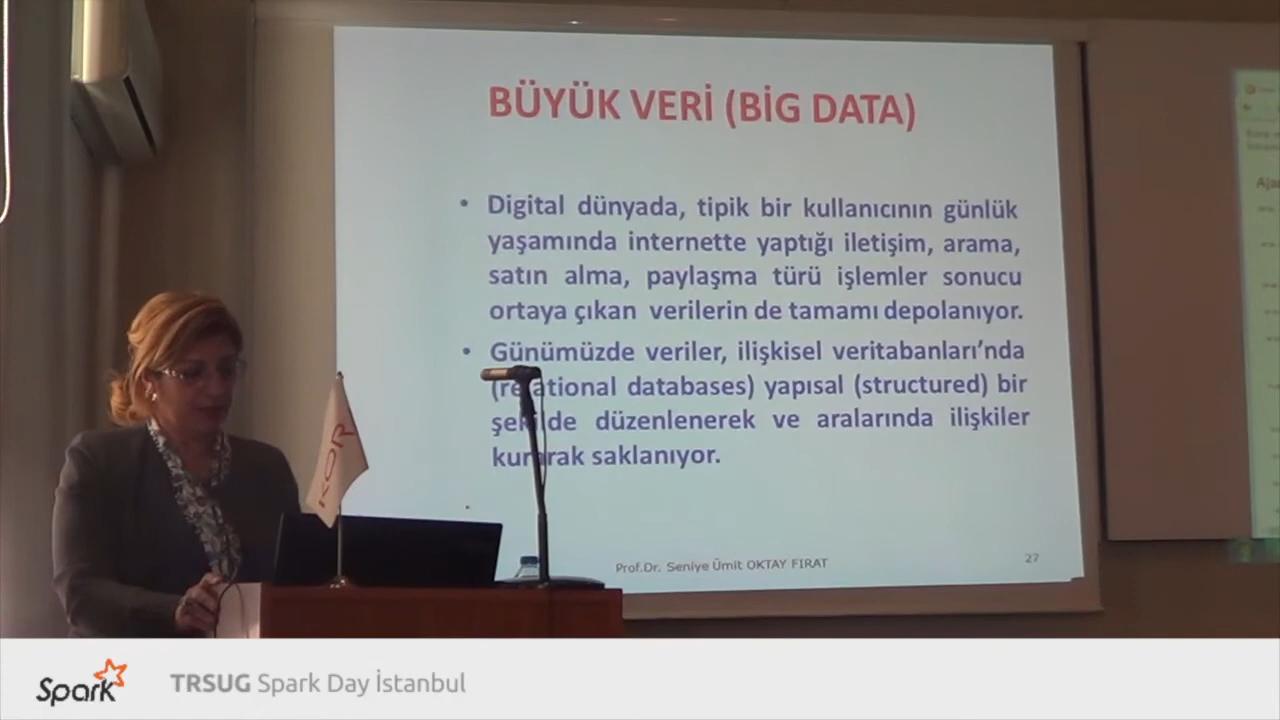 BÜYÜK VERİ (BİG DATA)
• Digital dünyada, tipik bir kullanıcının günlük
yaşamında internette yaptığı iletişim, arama,
satın alma, paylaşma türü işlemler sonucu
ortaya çıkan verilerin de tamamı depolanıyor.
• Günümüzde veriler, ilişkisel veritabanları’nda
(relational databases) yapısal (structured) bir
şekilde düzenlenerek ve aralarında ilişkiler
kurarak saklanıyor.
Prof.Dr. Seniye Ümit OKTAY FIRAT
27
Spark
TRSUG Spark Day İstanbul